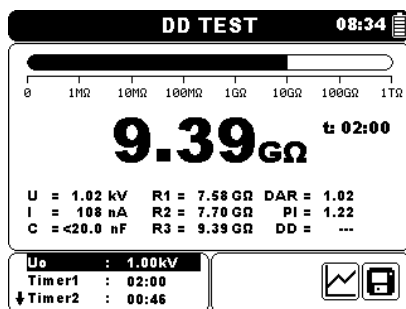 DD TEST 08:34
0 1MΩ 10MΩ 100MΩ 1GΩ 10GΩ 100GΩ 1TΩ
9.39GΩ t: 02:00
U = 1.02 kV R1 = 7.58 GΩ DAR = 1.02
I = 108 nA R2 = 7.70 GΩ PI = 1.22
C =<20.0 nF R3 = 9.39 GΩ DD = ---
Uo : 1.00kV
Timer1 : 02:00
Timer2 : 00:46